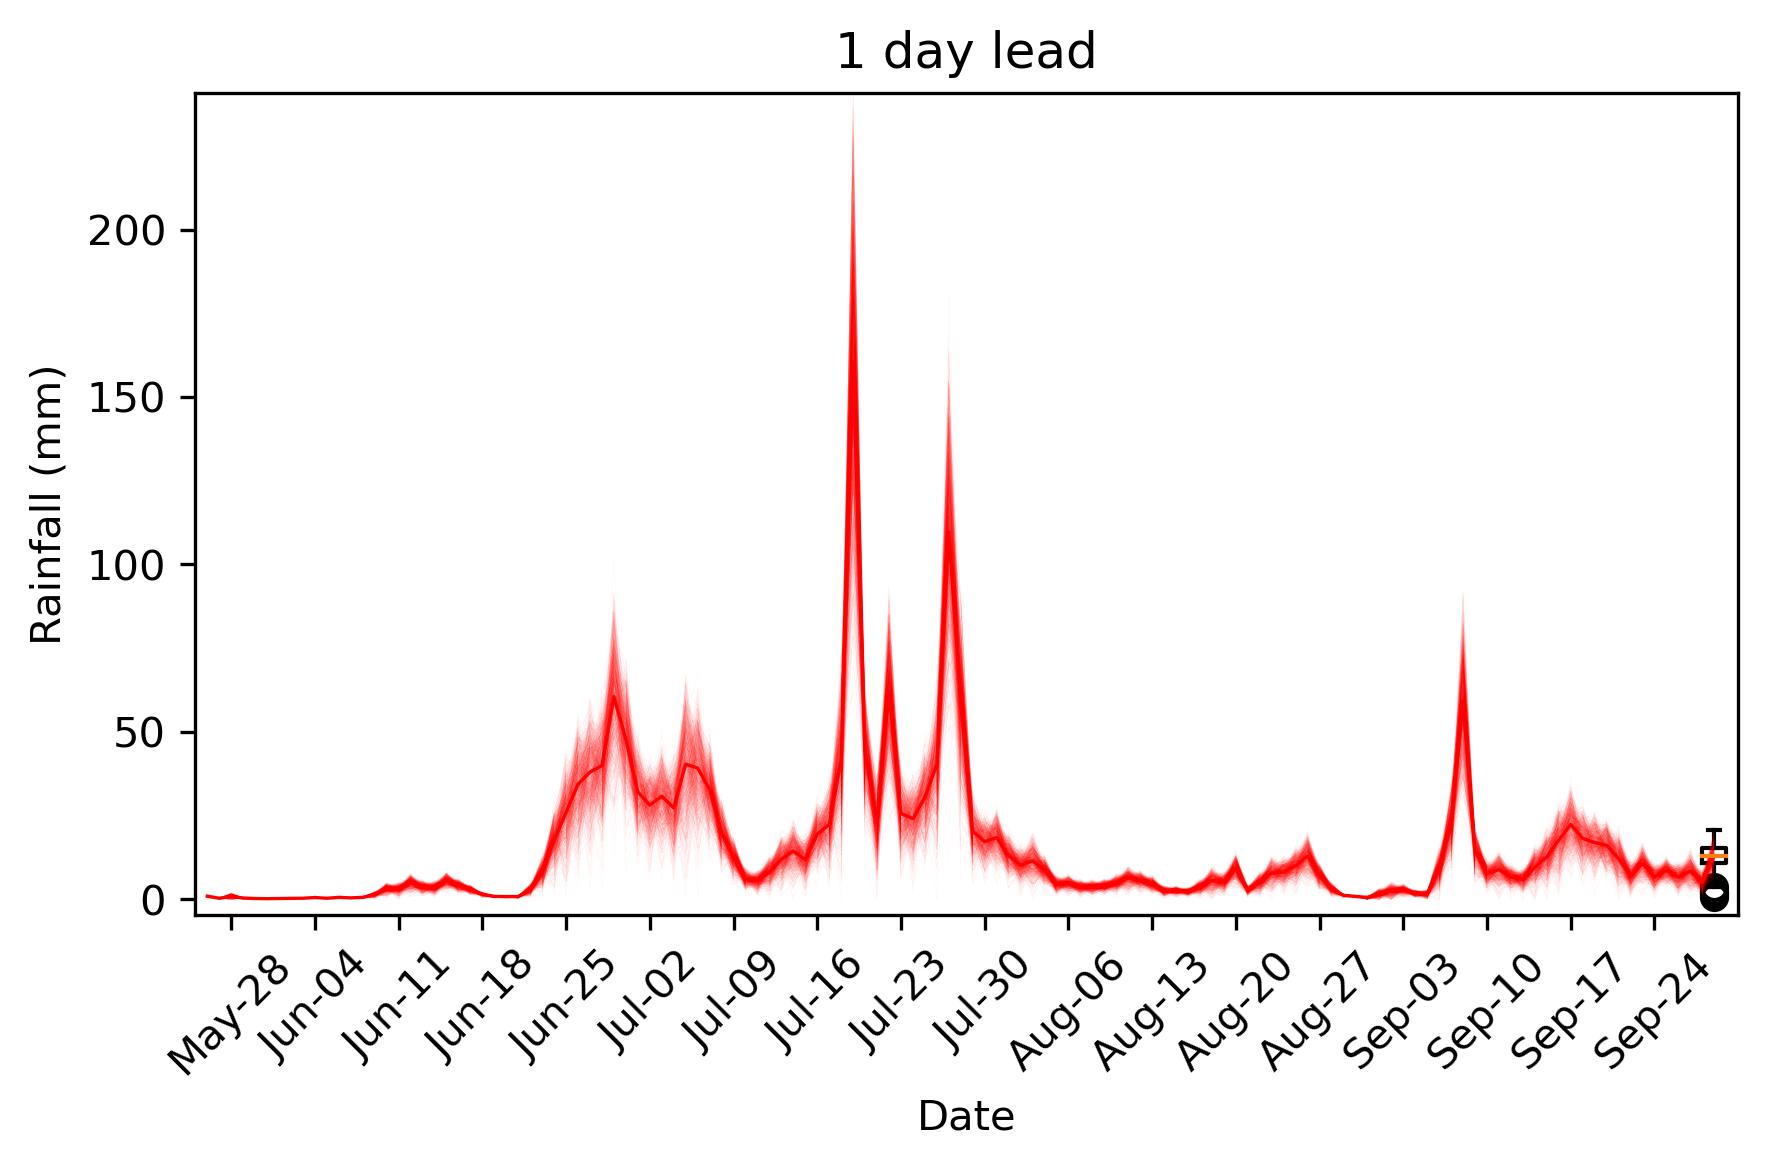 1 day lead
200
150
100
50
0
Rainfall (mm)
May-28
Jun-04
Jun-11
Jun-18
Jun-25
Jul-02
Jul-09
Jul-16
Jul-23
Jul-30
Aug-06
Aug-13
Aug-20
Aug-27
Sep-03
Sep-10
Sep-17
Sep-24
Date